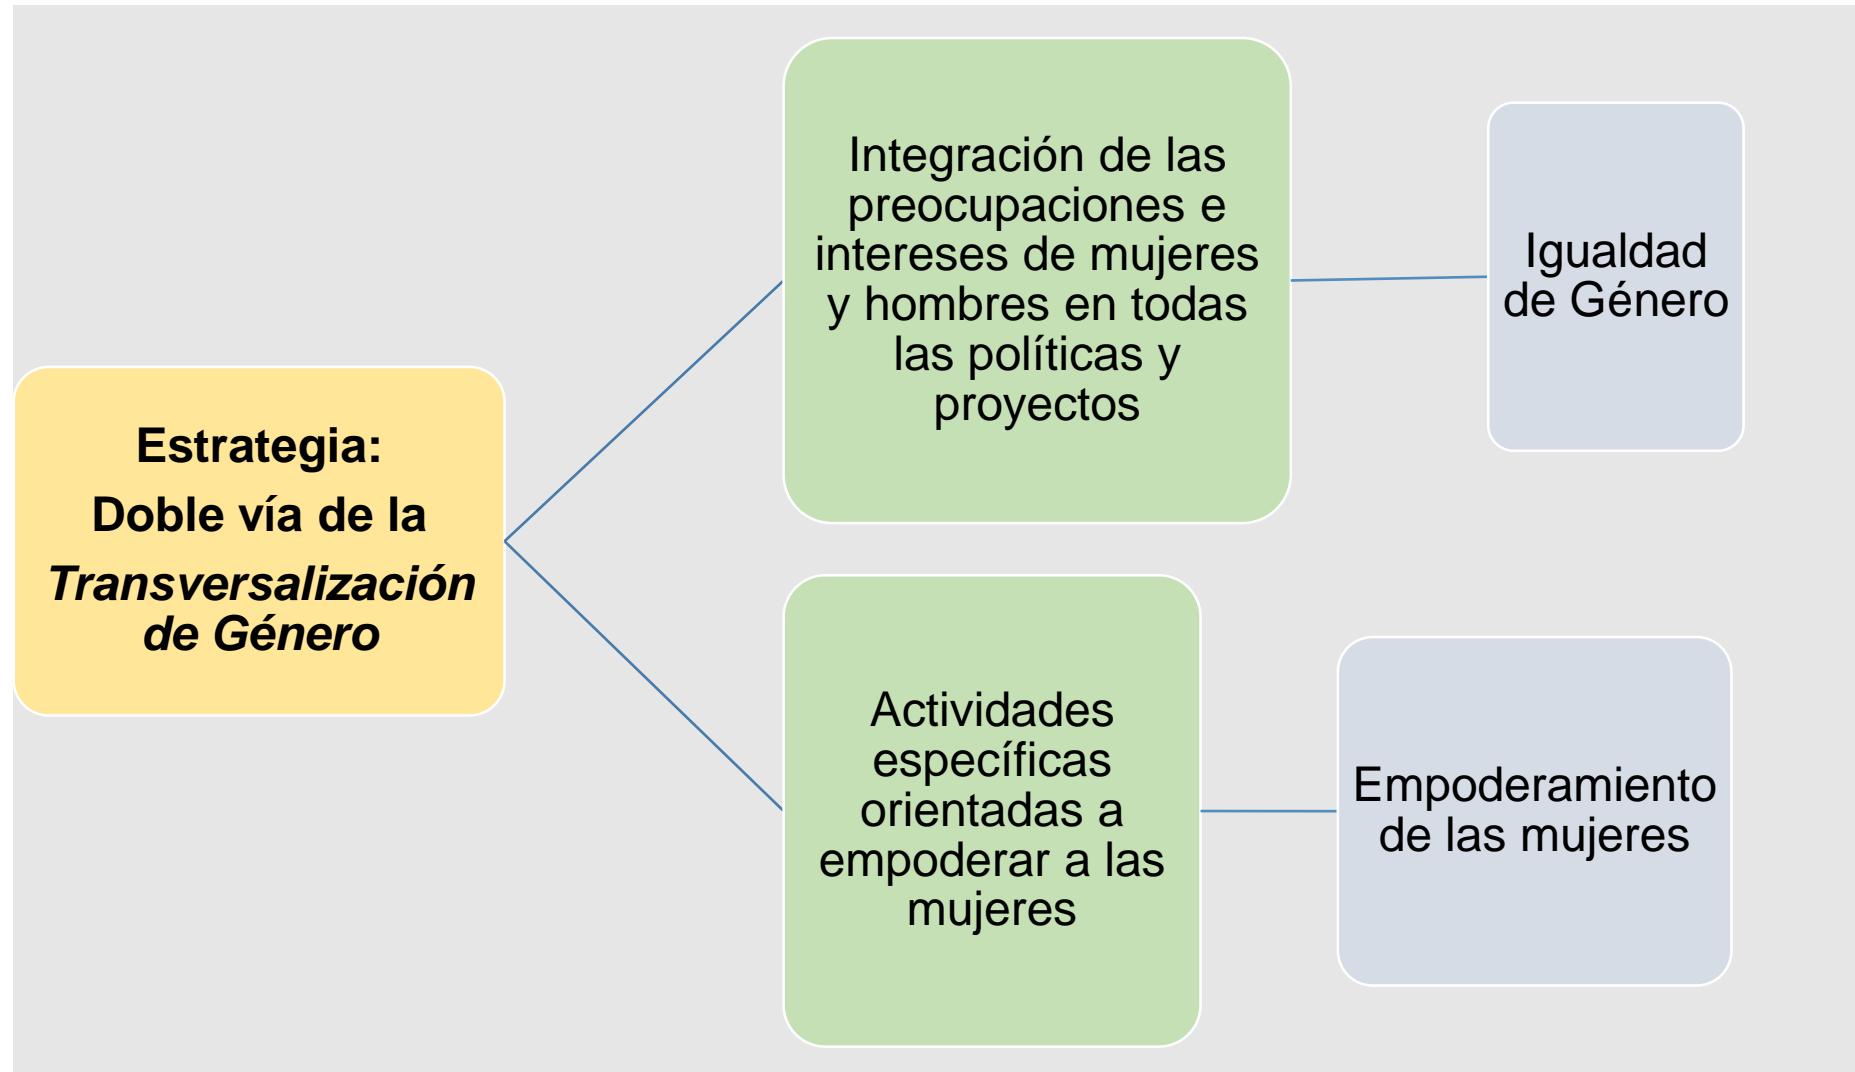 Estrategia:
Doble vía de la
Transversalización
de Género
Integración de las
preocupaciones e
intereses de mujeres
y hombres en todas
las políticas y
proyectos
Igualdad
de Género
Actividades
específicas
orientadas a
empoderar a las
mujeres
Empoderamiento
de las mujeres